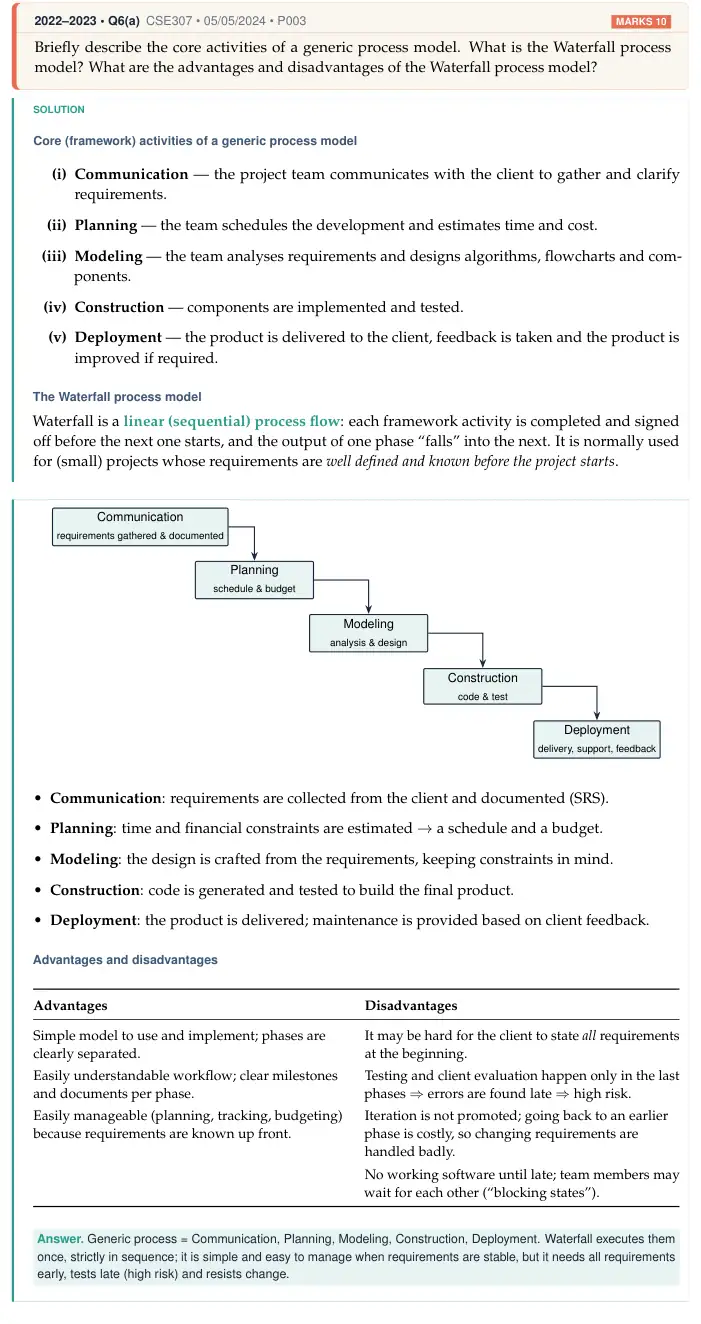 2022–2023 • Q6(a) CSE307 • 05/05/2024 • P003
MARKS 10
Briefly describe the core activities of a generic process model. What is the Waterfall process
model? What are the advantages and disadvantages of the Waterfall process model?
SOLUTION
Core (framework) activities of a generic process model
(i) Communication — the project team communicates with the client to gather and clarify
requirements.
(ii) Planning — the team schedules the development and estimates time and cost.
(iii) Modeling — the team analyses requirements and designs algorithms, flowcharts and com-
ponents.
(iv) Construction — components are implemented and tested.
(v) Deployment — the product is delivered to the client, feedback is taken and the product is
improved if required.
The Waterfall process model
Waterfall is a linear (sequential) process flow: each framework activity is completed and signed
off before the next one starts, and the output of one phase “falls” into the next. It is normally used
for (small) projects whose requirements are well defined and known before the project starts.
Communication
requirements gathered & documented
Planning
schedule & budget
Modeling
analysis & design
Construction
code & test
Deployment
delivery, support, feedback
• Communication: requirements are collected from the client and documented (SRS).
• Planning: time and financial constraints are estimated → a schedule and a budget.
• Modeling: the design is crafted from the requirements, keeping constraints in mind.
• Construction: code is generated and tested to build the final product.
• Deployment: the product is delivered; maintenance is provided based on client feedback.
Advantages and disadvantages
Advantages
Disadvantages
Simple model to use and implement; phases are
clearly separated.
It may be hard for the client to state all requirements
at the beginning.
Easily understandable workflow; clear milestones
and documents per phase.
Testing and client evaluation happen only in the last
phases ⇒ errors are found late ⇒ high risk.
Easily manageable (planning, tracking, budgeting)
because requirements are known up front.
Iteration is not promoted; going back to an earlier
phase is costly, so changing requirements are
handled badly.
No working software until late; team members may
wait for each other (“blocking states”).
Answer. Generic process = Communication, Planning, Modeling, Construction, Deployment. Waterfall executes them
once, strictly in sequence; it is simple and easy to manage when requirements are stable, but it needs all requirements
early, tests late (high risk) and resists change.